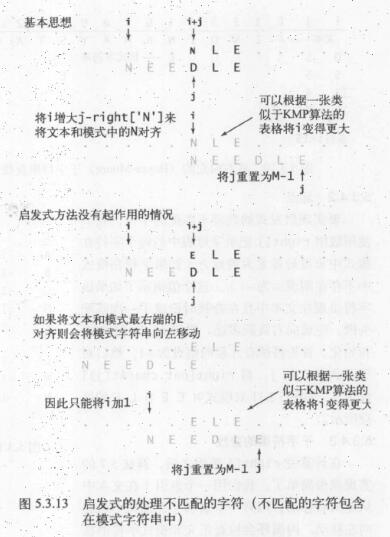 基本思想
i
i+j
N L E
N E E D L E
j
将i增大j-right['N']来
将文本和模式中的N对齐
i
可以根据一张类
似于KMP算法的
表格将i变得更大
N L E
N E E D L E
将j重置为M-1
j
启发式方法没有起作用的情况
i
i+j
E L E
N E E D L E
j
如果将文本和模式最右端的E
对齐则会将模式字符串向左移动
E L E
N E E D L E
因此只能将i加1
i
可以根据一张类
似于KMP算法的
表格将i变得更大
E L E
N E E D L E
将j重置为M-1
j
图 5.3.13 启发式的处理不匹配的字符（不匹配的字符包含
在模式字符串中）